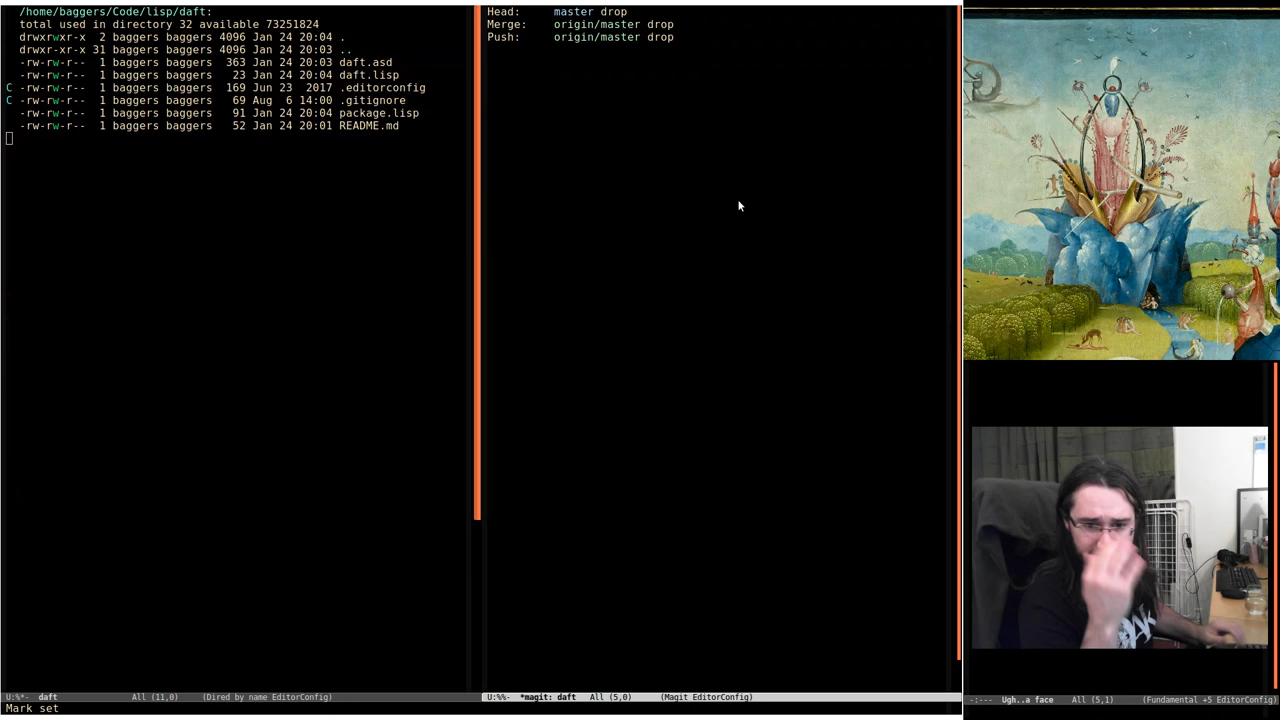 /home/baggers/Code/lisp/daft:
total used in directory 32 available 73251824
drwxrwxr-x  2 baggers baggers 4096 Jan 24 20:04 .
drwxr-xr-x 31 baggers baggers 4096 Jan 24 20:03 ..
-rw-rw-r--  1 baggers baggers  363 Jan 24 20:03 daft.asd
-rw-rw-r--  1 baggers baggers   23 Jan 24 20:04 daft.lisp
C -rw-rw-r--  1 baggers baggers  169 Jun 23  2017 .editorconfig
C -rw-rw-r--  1 baggers baggers   69 Aug  6 14:00 .gitignore
-rw-rw-r--  1 baggers baggers   91 Jan 24 20:04 package.lisp
-rw-rw-r--  1 baggers baggers   52 Jan 24 20:01 README.md
U:%*-  daft           All (11,0)    (Dired by name EditorConfig)
Mark set
Head:     master drop
Merge:    origin/master drop
Push:     origin/master drop
U:%%-  *magit: daft   All (5,0)     (Magit EditorConfig)
-:---  Ugh..a face    All (5,1)     (Fundamental +5 EditorConfig)